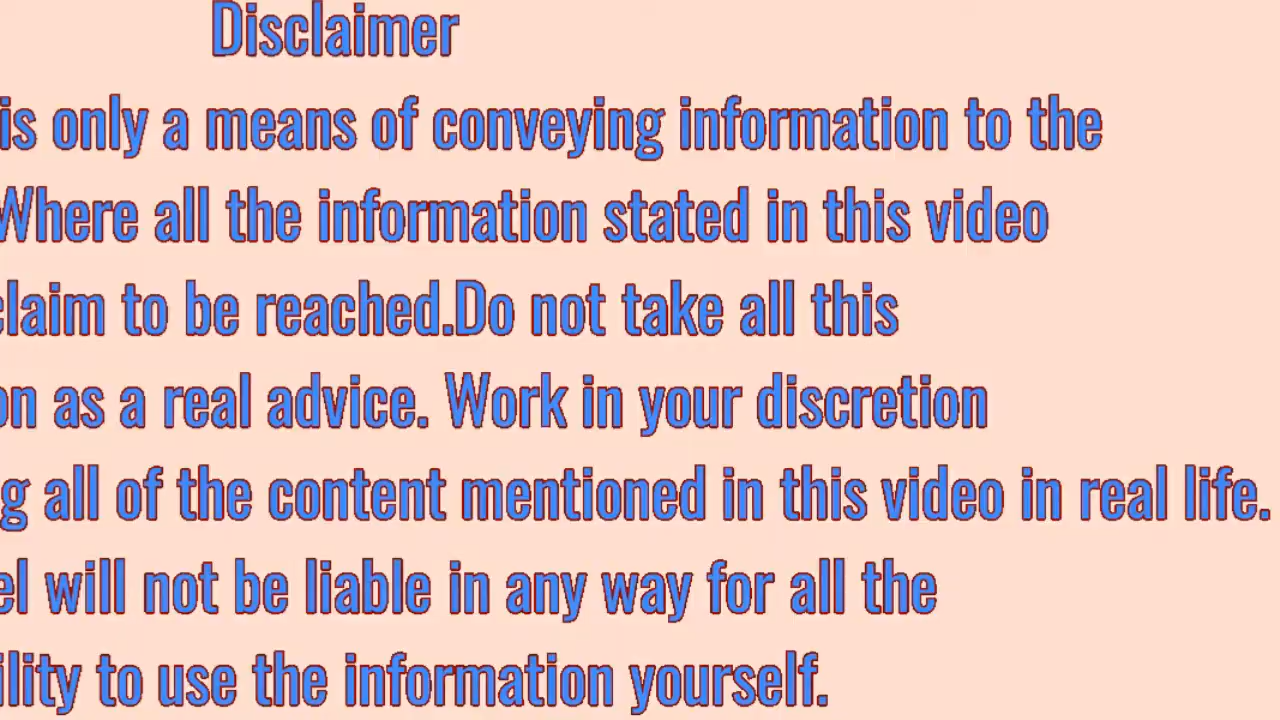 Disclaimer
is only a means of conveying information to the
Where all the information stated in this video
claim to be reached.Do not take all this
on as a real advice. Work in your discretion
g all of the content mentioned in this video in real life.
el will not be liable in any way for all the
ility to use the information yourself.